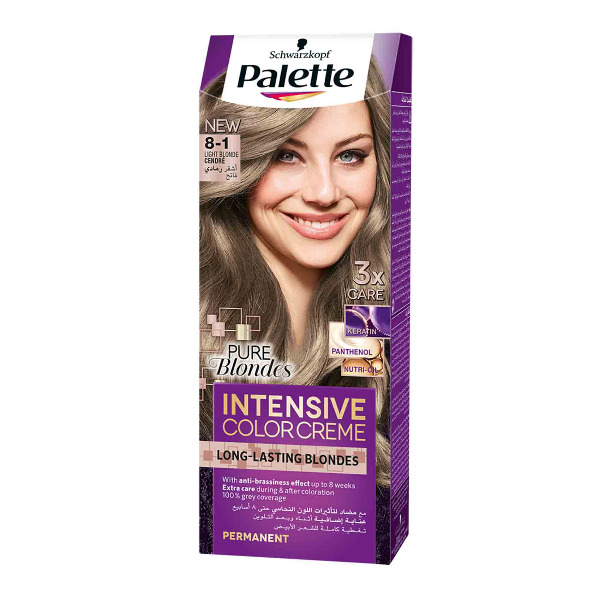 Schwarzkopf
Palette
NEW
8-1
LIGHT BLONDE
CENDRÉ
أشقر رمادي
فاتح
3x
CARE
KERATIN
PANTHENOL
NUTRI-OIL
PURE
Blondes
INTENSIVE
COLOR CREME
LONG-LASTING BLONDES
With anti-brassiness effect up to 8 weeks
Extra care during & after coloration
100% grey coverage
مع مضاد لتأثيرات اللون النحاسي حتى ٨ أسابيع
عناية إضافية أثناء وبعد التلوين
تغطية كاملة للشعر الأبيض
PERMANENT